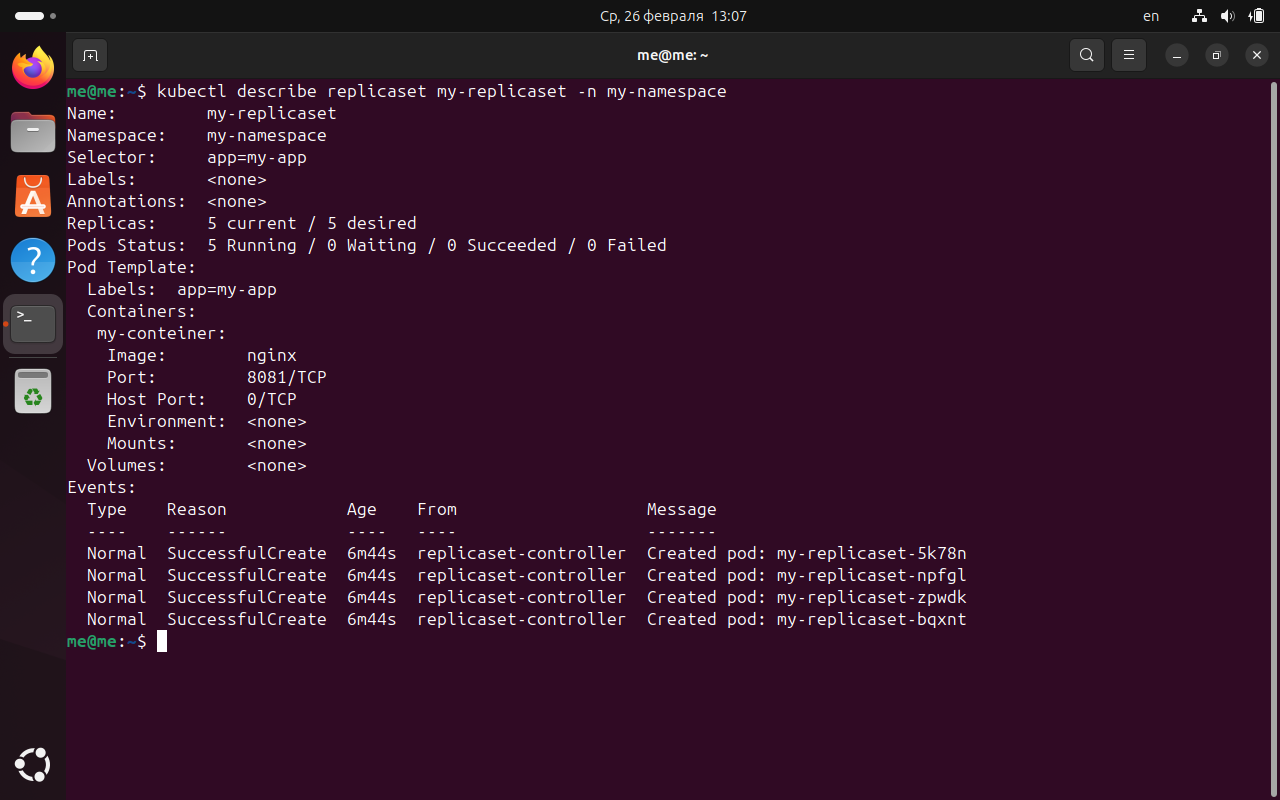 Ср, 26 февраля 13:07
en
me@me: ~
me@me:~$ kubectl describe replicaset my-replicaset -n my-namespace
Name:         my-replicaset
Namespace:    my-namespace
Selector:     app=my-app
Labels:       <none>
Annotations:  <none>
Replicas:     5 current / 5 desired
Pods Status:  5 Running / 0 Waiting / 0 Succeeded / 0 Failed
Pod Template:
  Labels:  app=my-app
  Containers:
   my-conteiner:
    Image:        nginx
    Port:         8081/TCP
    Host Port:    0/TCP
    Environment:  <none>
    Mounts:       <none>
  Volumes:        <none>
Events:
  Type    Reason            Age    From                   Message
  ----    ------            ----   ----                   -------
  Normal  SuccessfulCreate  6m44s  replicaset-controller  Created pod: my-replicaset-5k78n
  Normal  SuccessfulCreate  6m44s  replicaset-controller  Created pod: my-replicaset-npfgl
  Normal  SuccessfulCreate  6m44s  replicaset-controller  Created pod: my-replicaset-zpwdk
  Normal  SuccessfulCreate  6m44s  replicaset-controller  Created pod: my-replicaset-bqxnt
me@me:~$